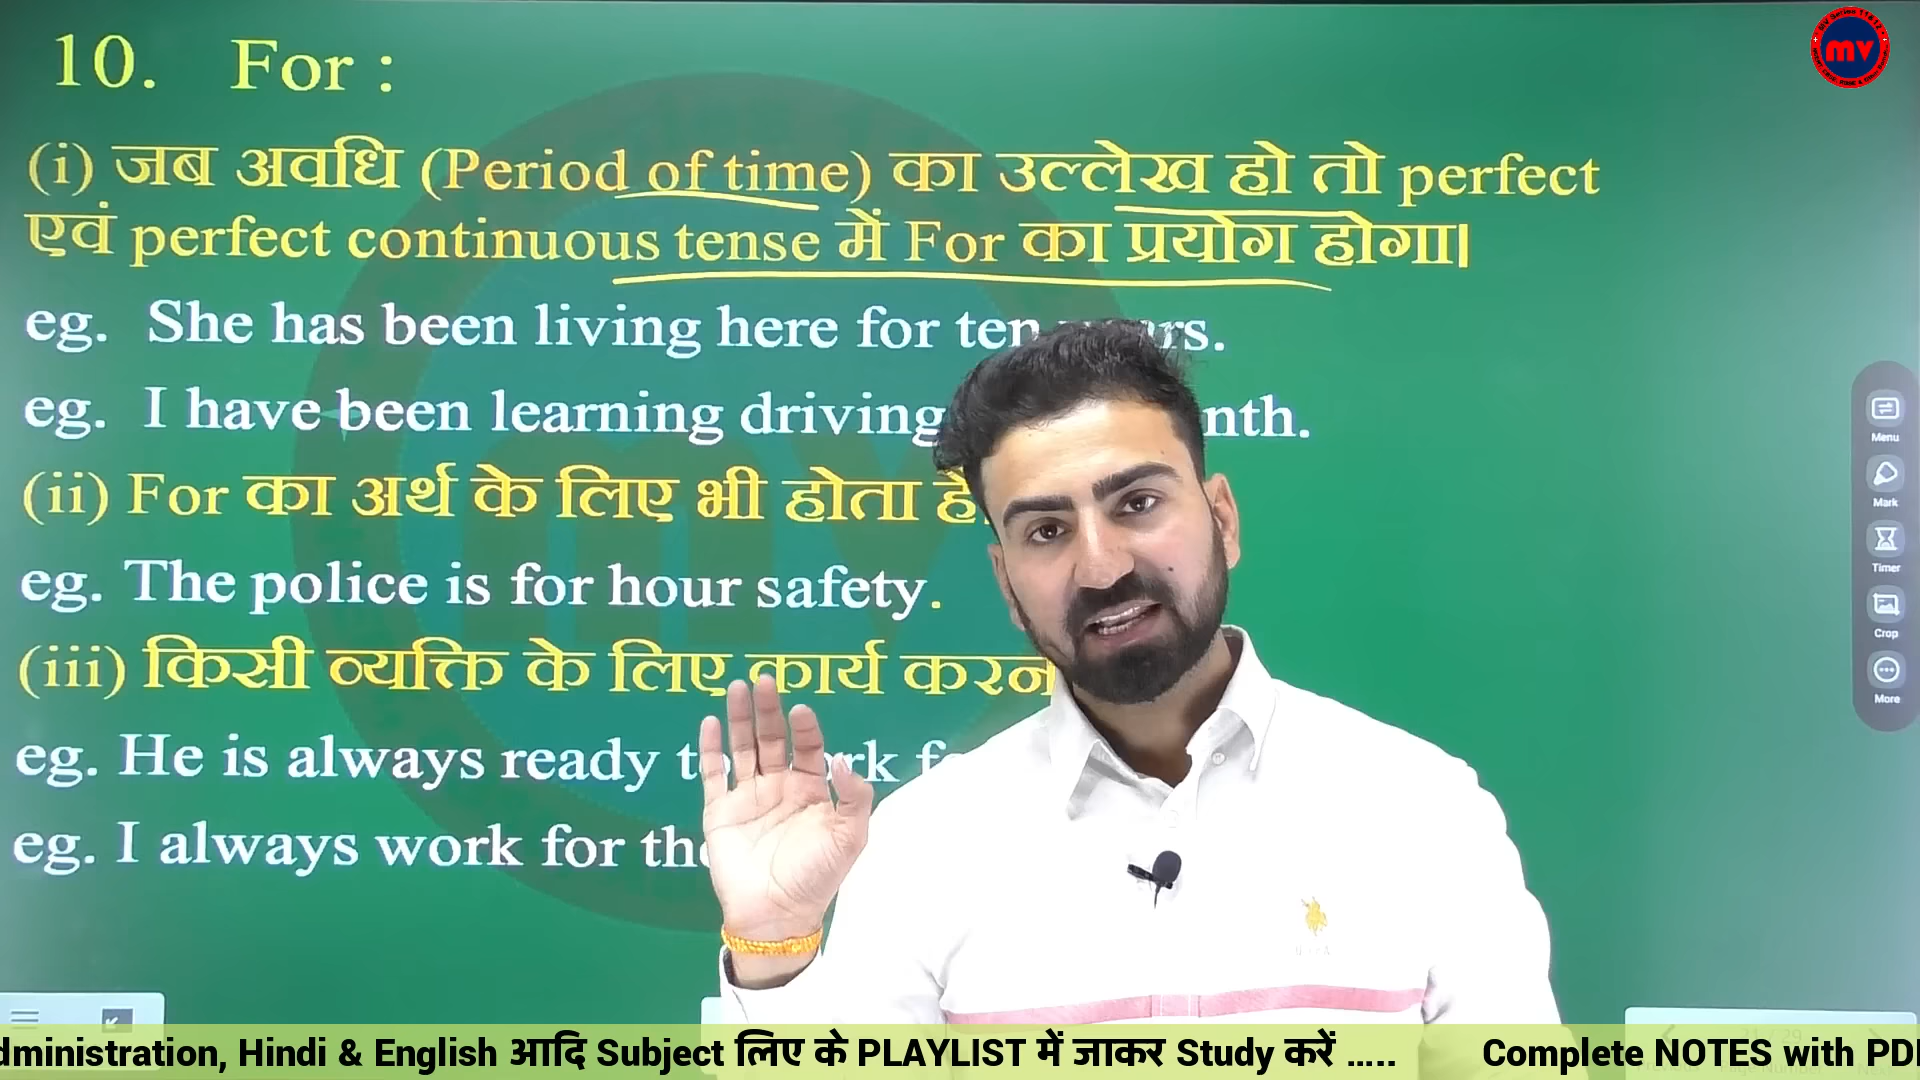 10. For :
(i) जब अवधि (Period of time) का उल्लेख हो तो perfect
एवं perfect continuous tense में For का प्रयोग होगा।
eg. She has been living here for ten
eg. I have been learning driving
(ii) For का अर्थ के लिए भी होता
eg. The police is for hour safety.
(iii) किसी व्यक्ति के लिए कार्य
eg. He is always ready
eg. I always work for
mv
Menu
Mark
Timer
Crop
More
Hindi & English आदि Subject लिए के PLAYLIST में जाकर Study करें ..... Complete NOTES with